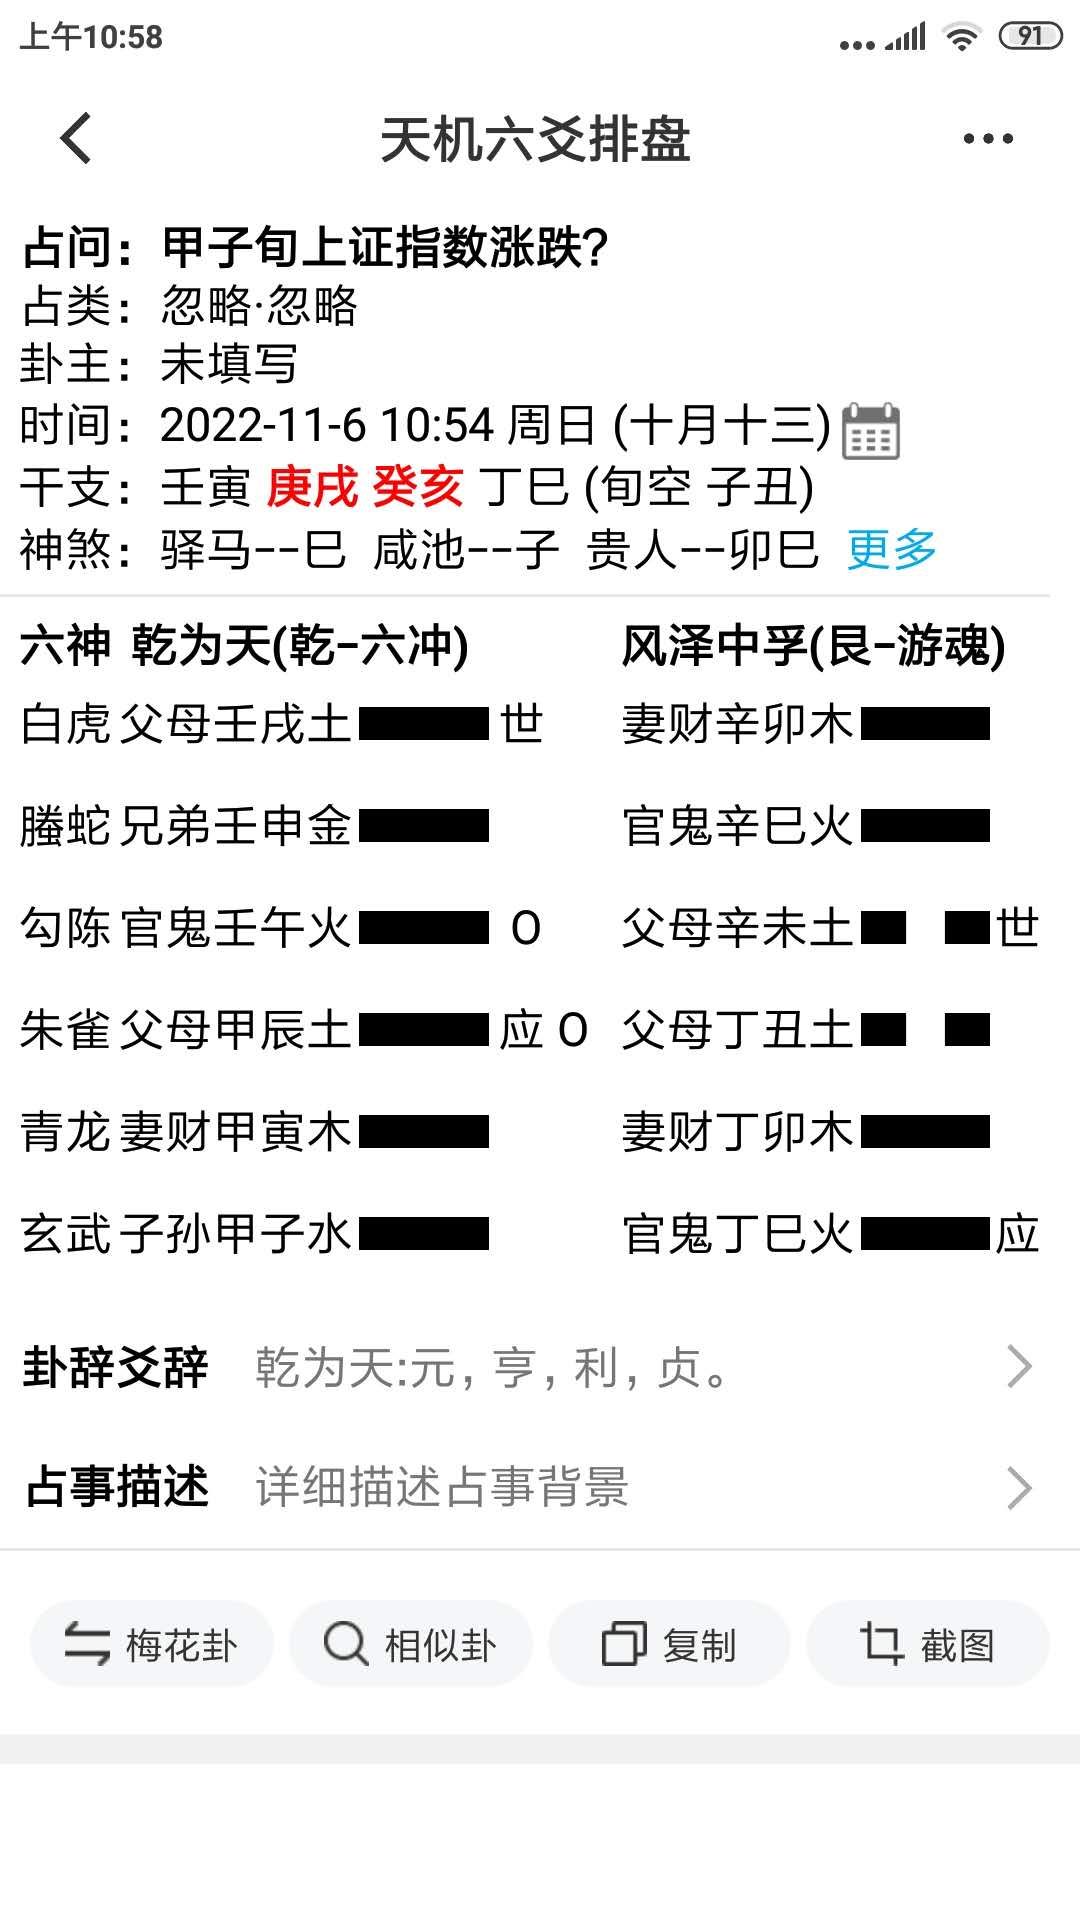 上午10:58
91
天机六爻排盘
占问：甲子旬上证指数涨跌?
占类：忽略·忽略
卦主：未填写
时间：2022-11-6 10:54 周日 (十月十三)
干支：壬寅 庚戌 癸亥 丁巳 (旬空 子丑)
神煞：驿马--巳 咸池--子 贵人--卯巳 更多
六神 乾为天(乾-六冲) 风泽中孚(艮-游魂)
白虎 父母壬戌土 世 妻财辛卯木
螣蛇 兄弟壬申金 官鬼辛巳火
勾陈 官鬼壬午火 O 父母辛未土 世
朱雀 父母甲辰土 应 O 父母丁丑土
青龙 妻财甲寅木 妻财丁卯木
玄武 子孙甲子水 官鬼丁巳火 应
卦辞爻辞 乾为天:元，亨，利，贞。
占事描述 详细描述占事背景
梅花卦 相似卦 复制 截图